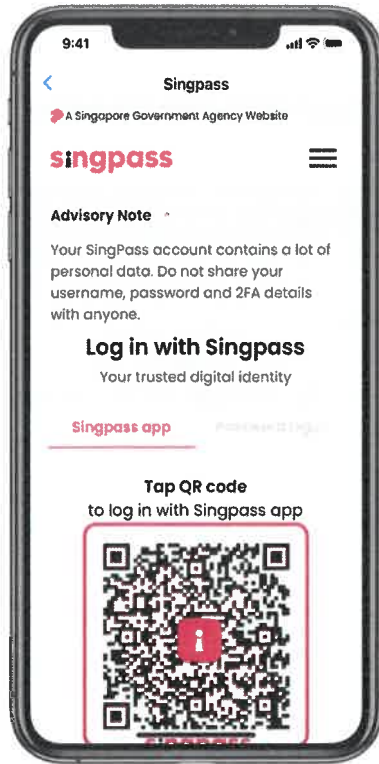 9:41
Singpass
A Singapore Government Agency Website
singpass
Advisory Note
Your SingPass account contains a lot of
personal data. Do not share your
username, password and 2FA details
with anyone.
Log in with Singpass
Your trusted digital identity
Singpass app
Tap QR code
to log in with Singpass app
singpass